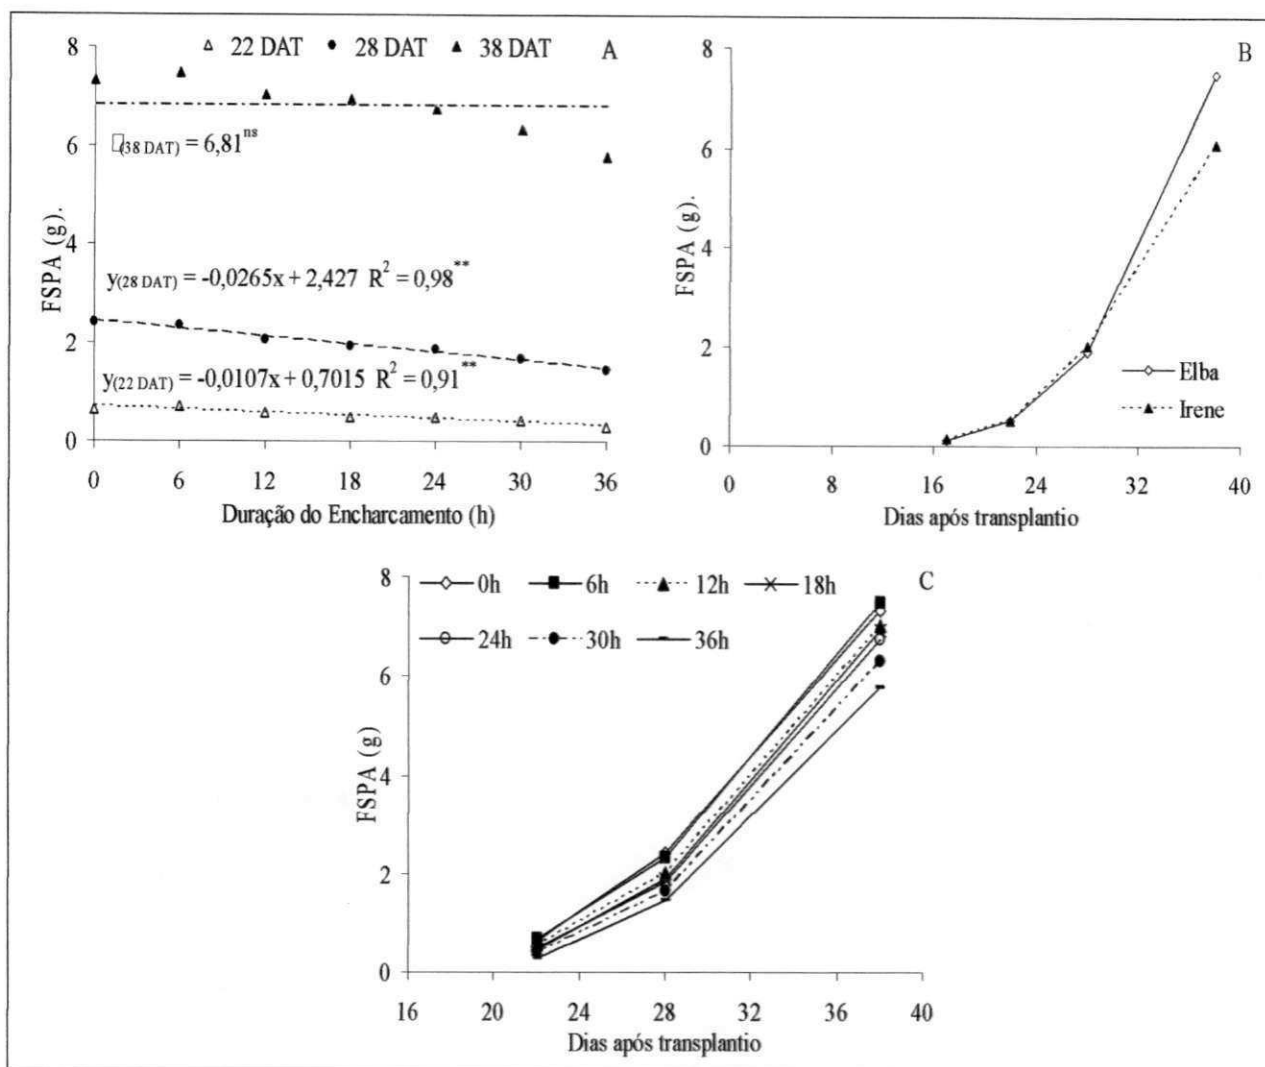 △ 22 DAT ● 28 DAT ▲ 38 DAT A
8
6
4
2
0
FSPA (g).
□(38 DAT) = 6,81ns
y(28 DAT) = -0,0265x + 2,427 R2 = 0,98**
y(22 DAT) = -0,0107x + 0,7015 R2 = 0,91**
0 6 12 18 24 30 36
Duração do Encharcamento (h)
B
8
6
4
2
0
FSPA (g).
Elba
Irene
0 8 16 24 32 40
Dias após transplantio
C
0h 6h 12h 18h
24h 30h 36h
8
6
4
2
0
FSPA (g)
16 20 24 28 32 36 40
Dias após transplantio